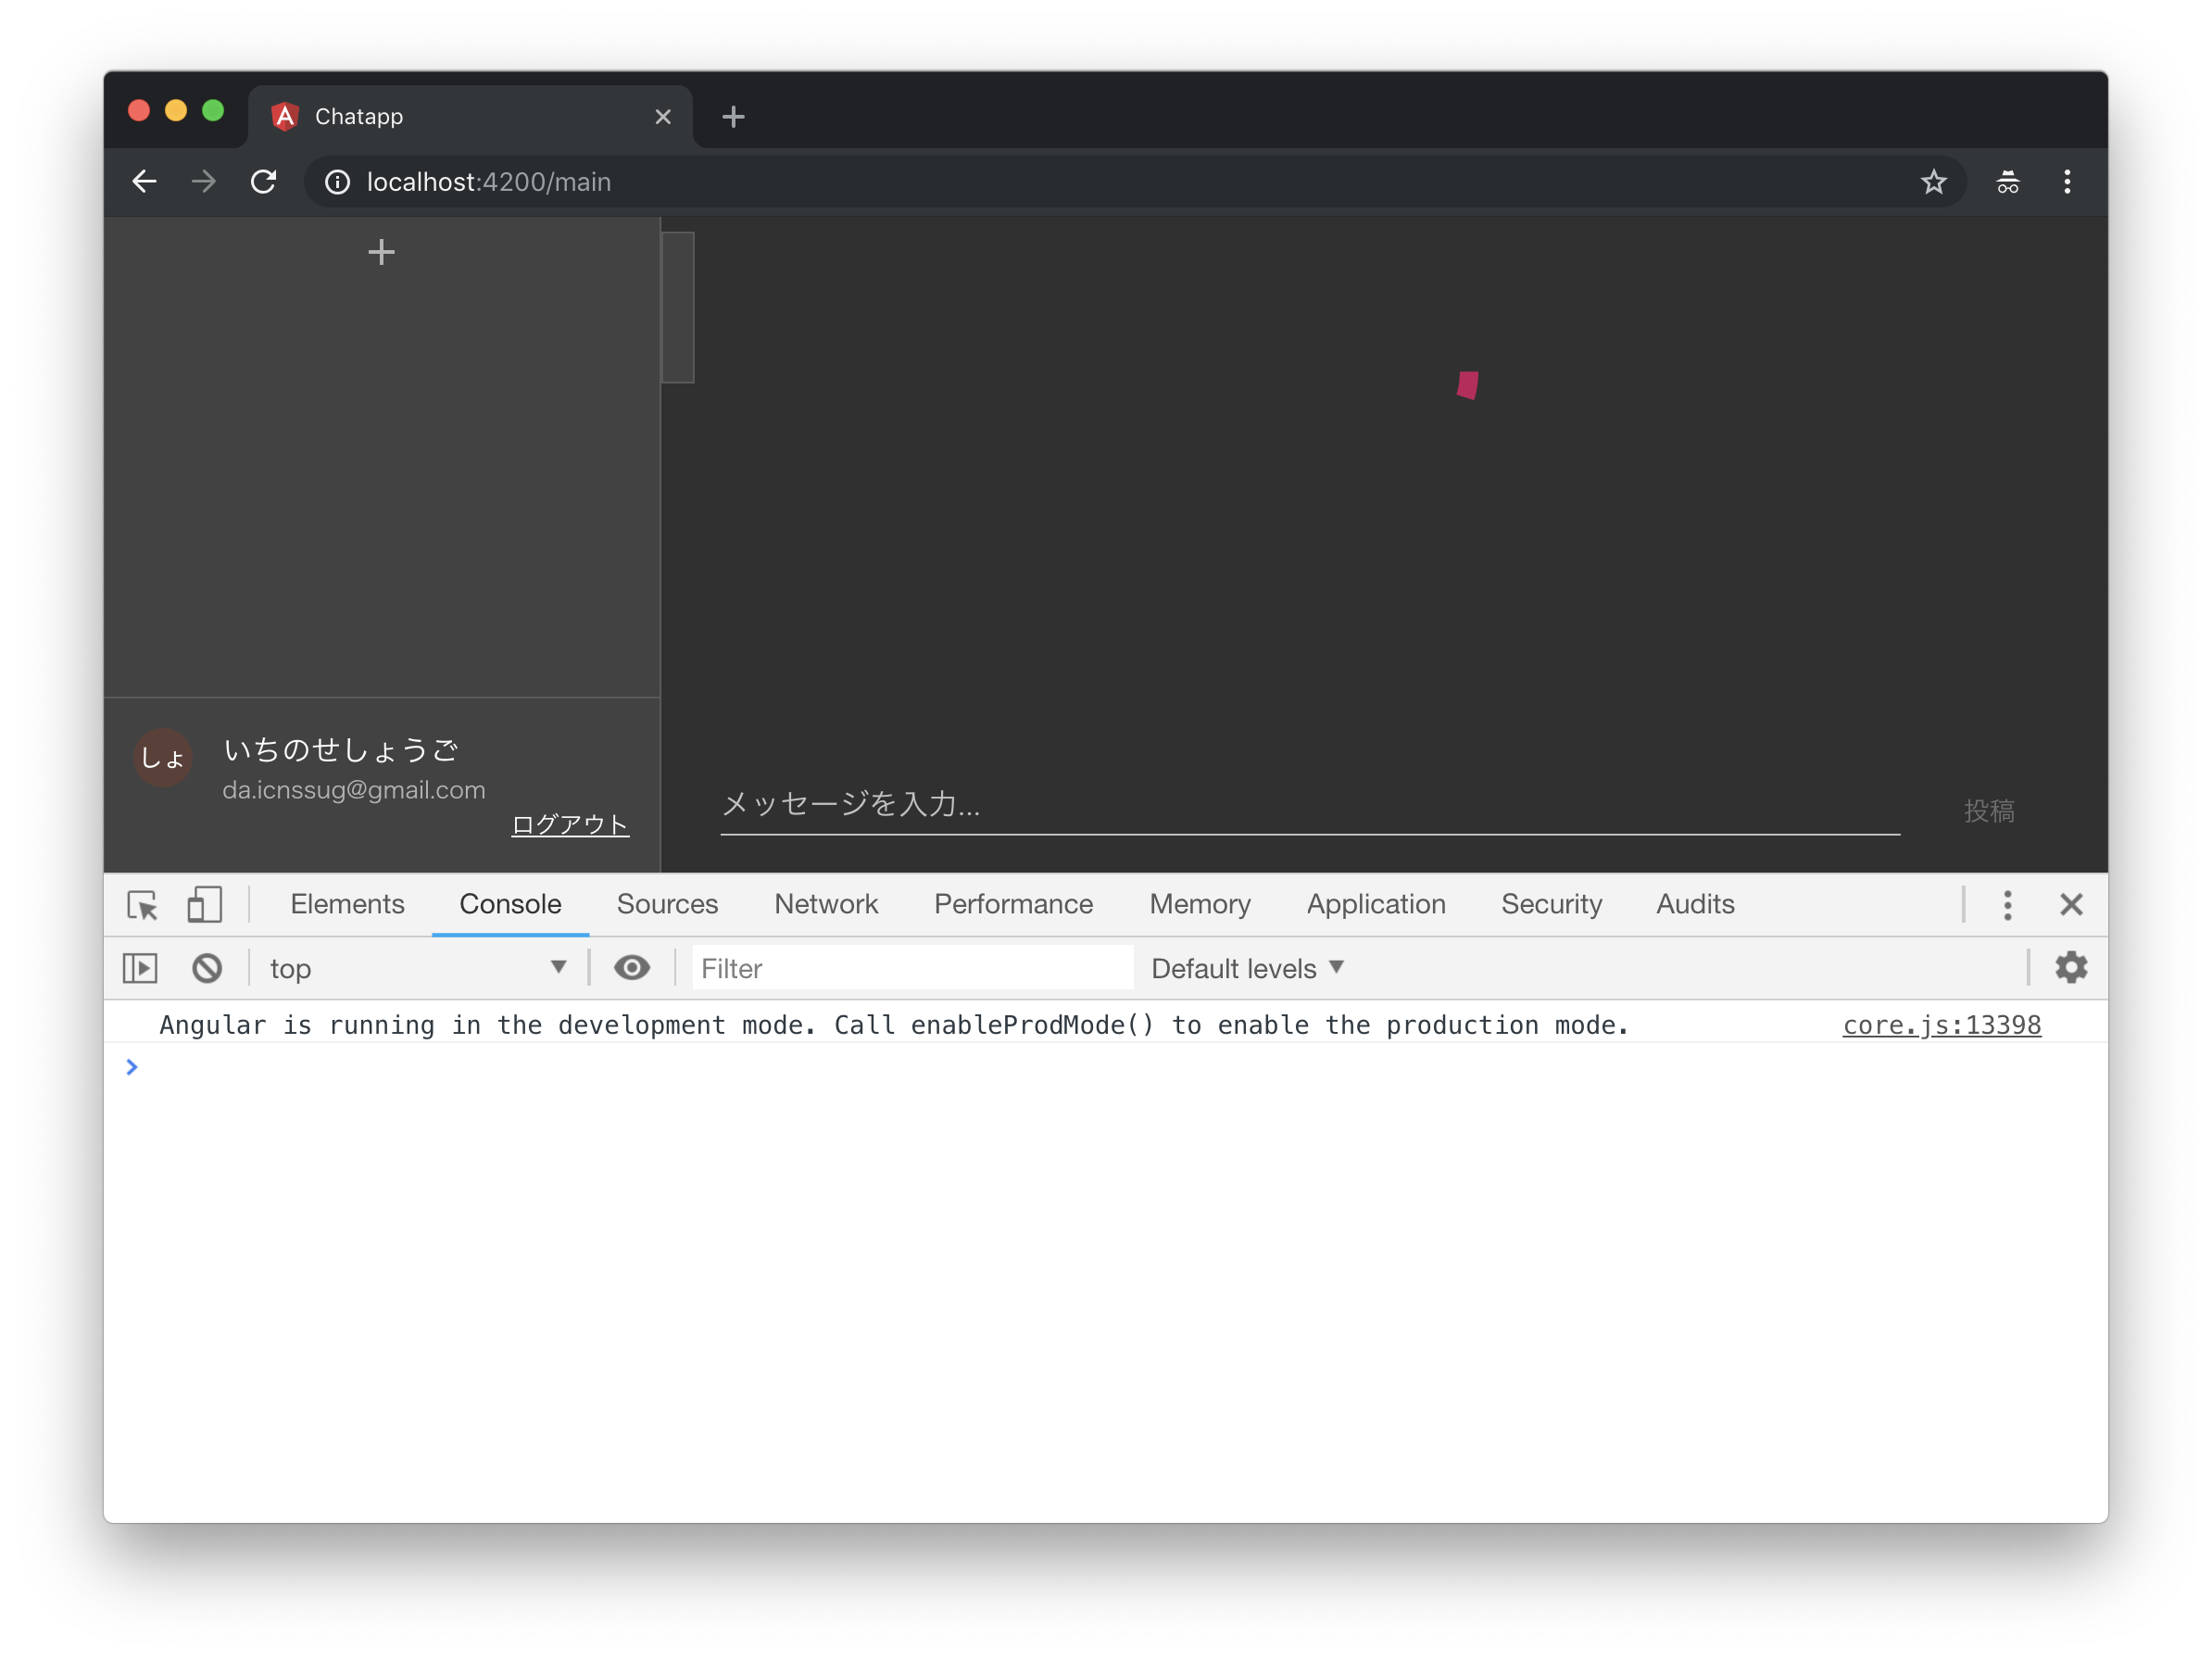 Chatapp
localhost:4200/main
しょ
いちのせしょうご
da.icnssug@gmail.com
ログアウト
メッセージを入力...
投稿
Elements Console Sources Network Performance Memory Application Security Audits
top Filter Default levels
Angular is running in the development mode. Call enableProdMode() to enable the production mode. core.js:13398